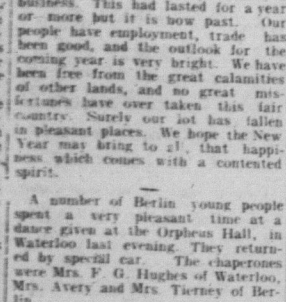 business. This had lasted for a year
or more but it is now past. Our
people have employment, trade has
been good, and the outlook for the
coming year is very bright. We have
been free from the great calamities
of other lands, and no great mis-
fortunes have over taken this fair
country. Surely our lot has fallen
in pleasant places. We hope the New
Year may bring to all, that happi-
ness which comes with a contented
spirit.
A number of Berlin young people
spent a very pleasant time at a
dance given at the Orpheus Hall, in
Waterloo last evening. They return-
ed by special car. The chaperones
were Mrs. F. G. Hughes of Waterloo,
Mrs. Avery and Mrs. Tierney of Ber-
lin